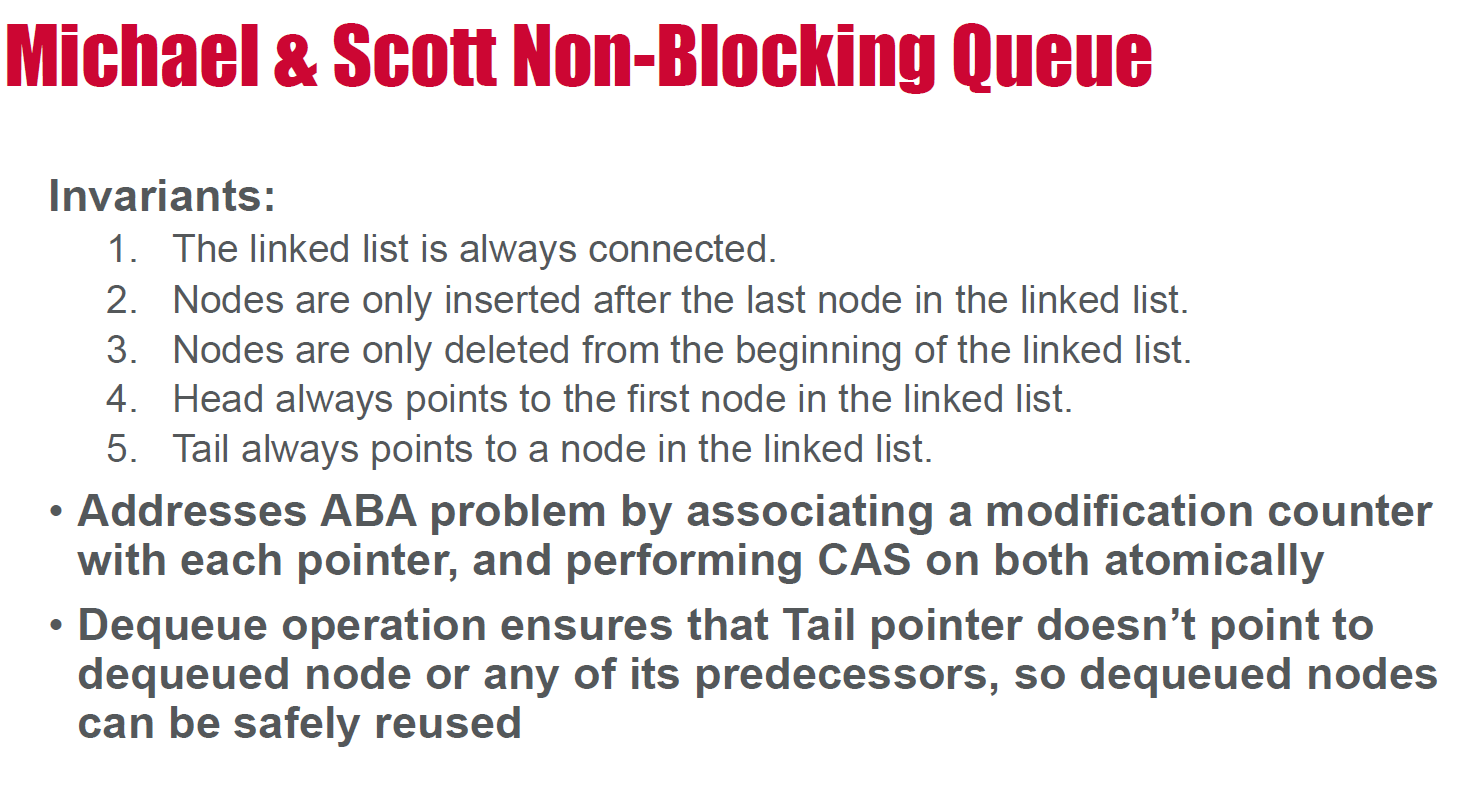 Michael & Scott Non-Blocking Queue
Invariants:
1. The linked list is always connected.
2. Nodes are only inserted after the last node in the linked list.
3. Nodes are only deleted from the beginning of the linked list.
4. Head always points to the first node in the linked list.
5. Tail always points to a node in the linked list.
• Addresses ABA problem by associating a modification counter
with each pointer, and performing CAS on both atomically
• Dequeue operation ensures that Tail pointer doesn’t point to
dequeued node or any of its predecessors, so dequeued nodes
can be safely reused